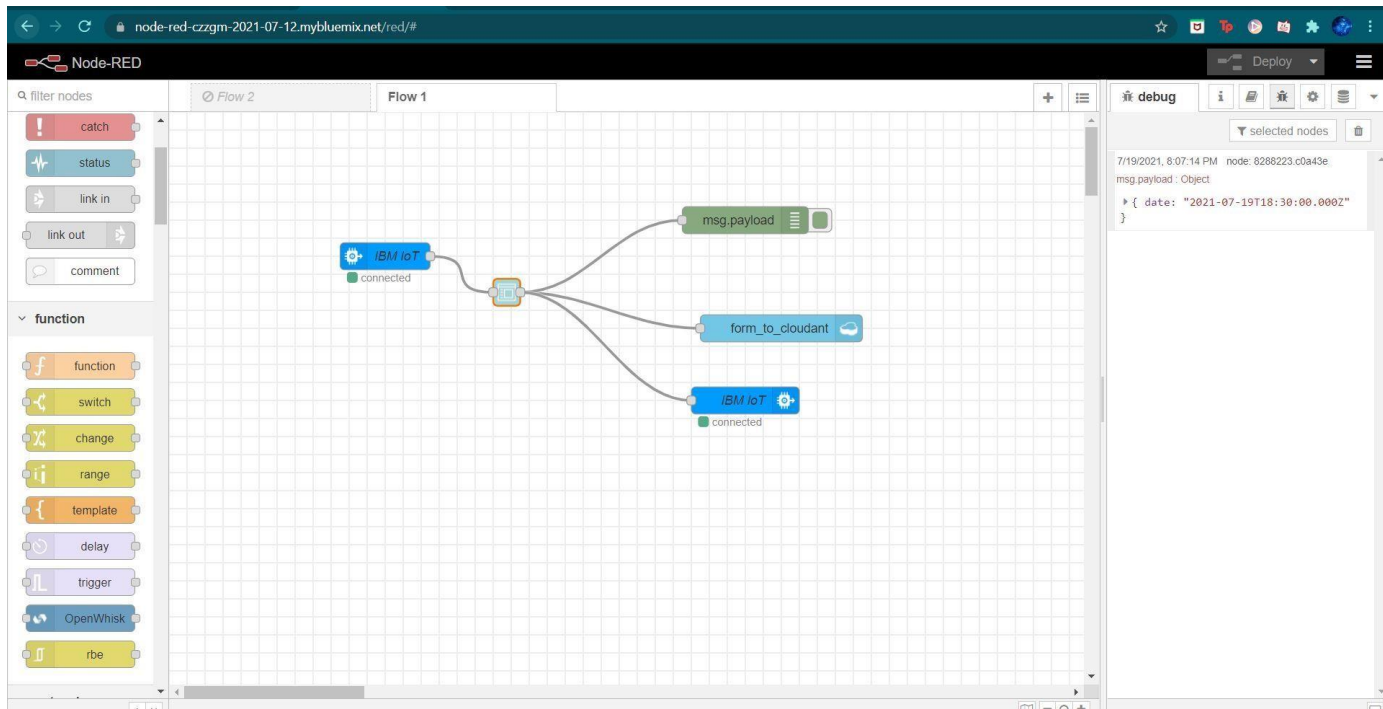 node-red-czzgm-2021-07-12.mybluemix.net/red/#
Node-RED
Deploy
filter nodes
Flow 2
Flow 1
debug
i
selected nodes
catch
status
link in
link out
comment
function
function
switch
change
range
template
delay
trigger
OpenWhisk
rbe
IBM IoT
connected
msg.payload
form_to_cloudant
IBM IoT
connected
7/19/2021, 8:07:14 PM node: 8288223.c0a43e
msg.payload : Object
{ date: "2021-07-19T18:30:00.000Z"
}